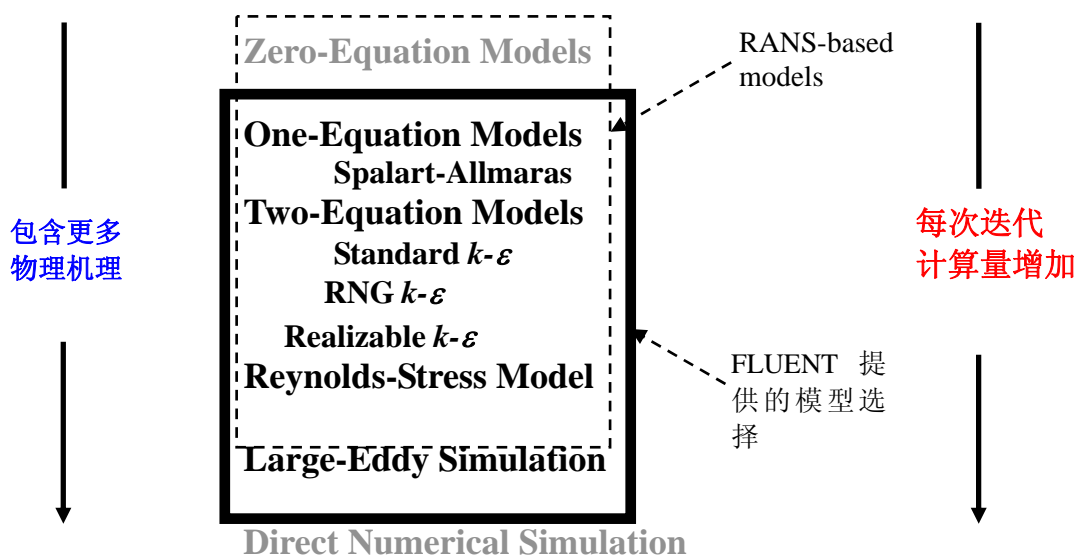 Zero-Equation Models
RANS-based
models
One-Equation Models
Spalart-Allmaras
Two-Equation Models
Standard k-ε
RNG k-ε
Realizable k-ε
Reynolds-Stress Model
Large-Eddy Simulation
Direct Numerical Simulation
包含更多
物理机理
每次迭代
计算量增加
FLUENT 提
供的模型选
择